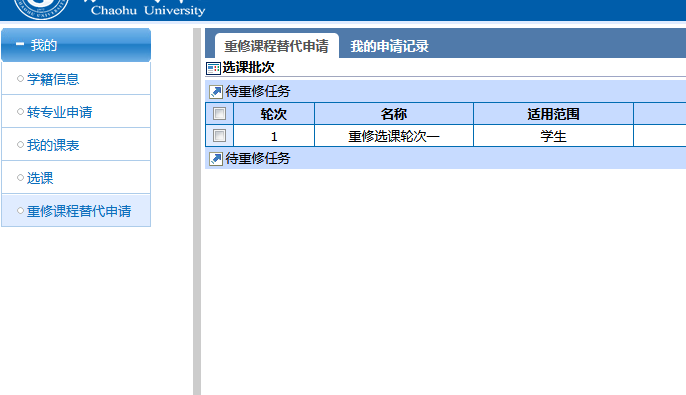 Chaohu University
我的
学籍信息
转专业申请
我的课表
选课
重修课程替代申请
重修课程替代申请 我的申请记录
选课批次
待重修任务
轮次 名称 适用范围
1 重修选课轮次一 学生
待重修任务